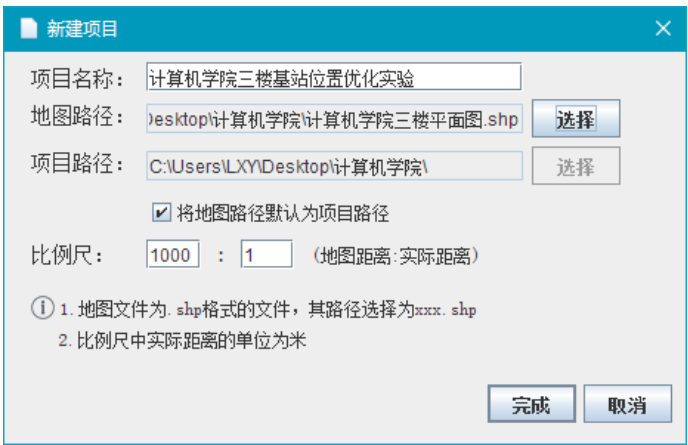 新建项目
项目名称： 计算机学院三楼基站位置优化实验
地图路径： Desktop\计算机学院\计算机学院三楼平面图.shp 选择
项目路径： C:\Users\LXY\Desktop\计算机学院\ 选择
将地图路径默认为项目路径
比例尺： 1000 : 1 (地图距离:实际距离)
1. 地图文件为.shp格式的文件，其路径选择为xxx.shp
2. 比例尺中实际距离的单位为米
完成 取消